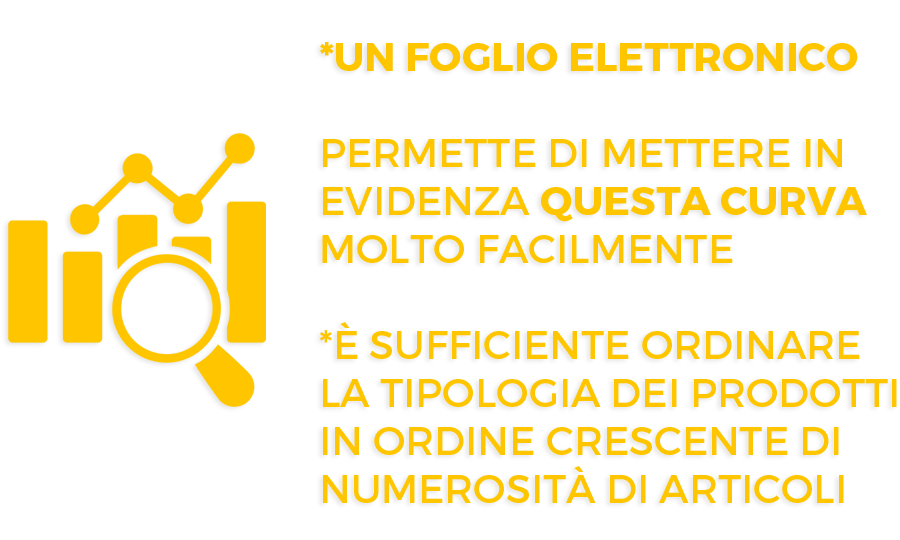 *UN FOGLIO ELETTRONICO
PERMETTE DI METTERE IN
EVIDENZA QUESTA CURVA
MOLTO FACILMENTE
*È SUFFICIENTE ORDINARE
LA TIPOLOGIA DEI PRODOTTI
IN ORDINE CRESCENTE DI
NUMEROSITÀ DI ARTICOLI